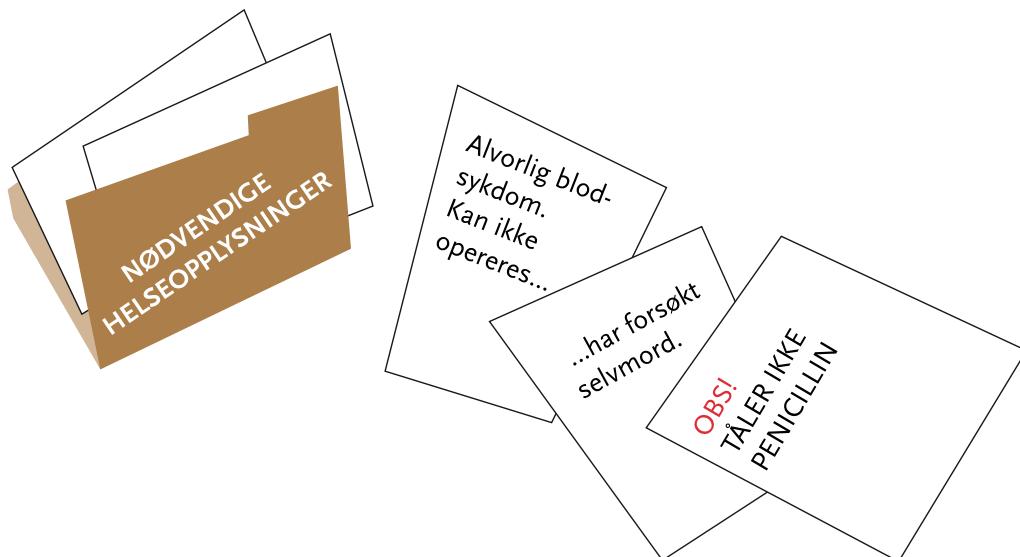 NØDVENDIGE
HELSEOPPLYSNINGER
Alvorlig blod-
sykdom.
Kan ikke
opereres...
...har forsøkt
selvmord.
OBS!
TÅLER IKKE
PENICILLIN